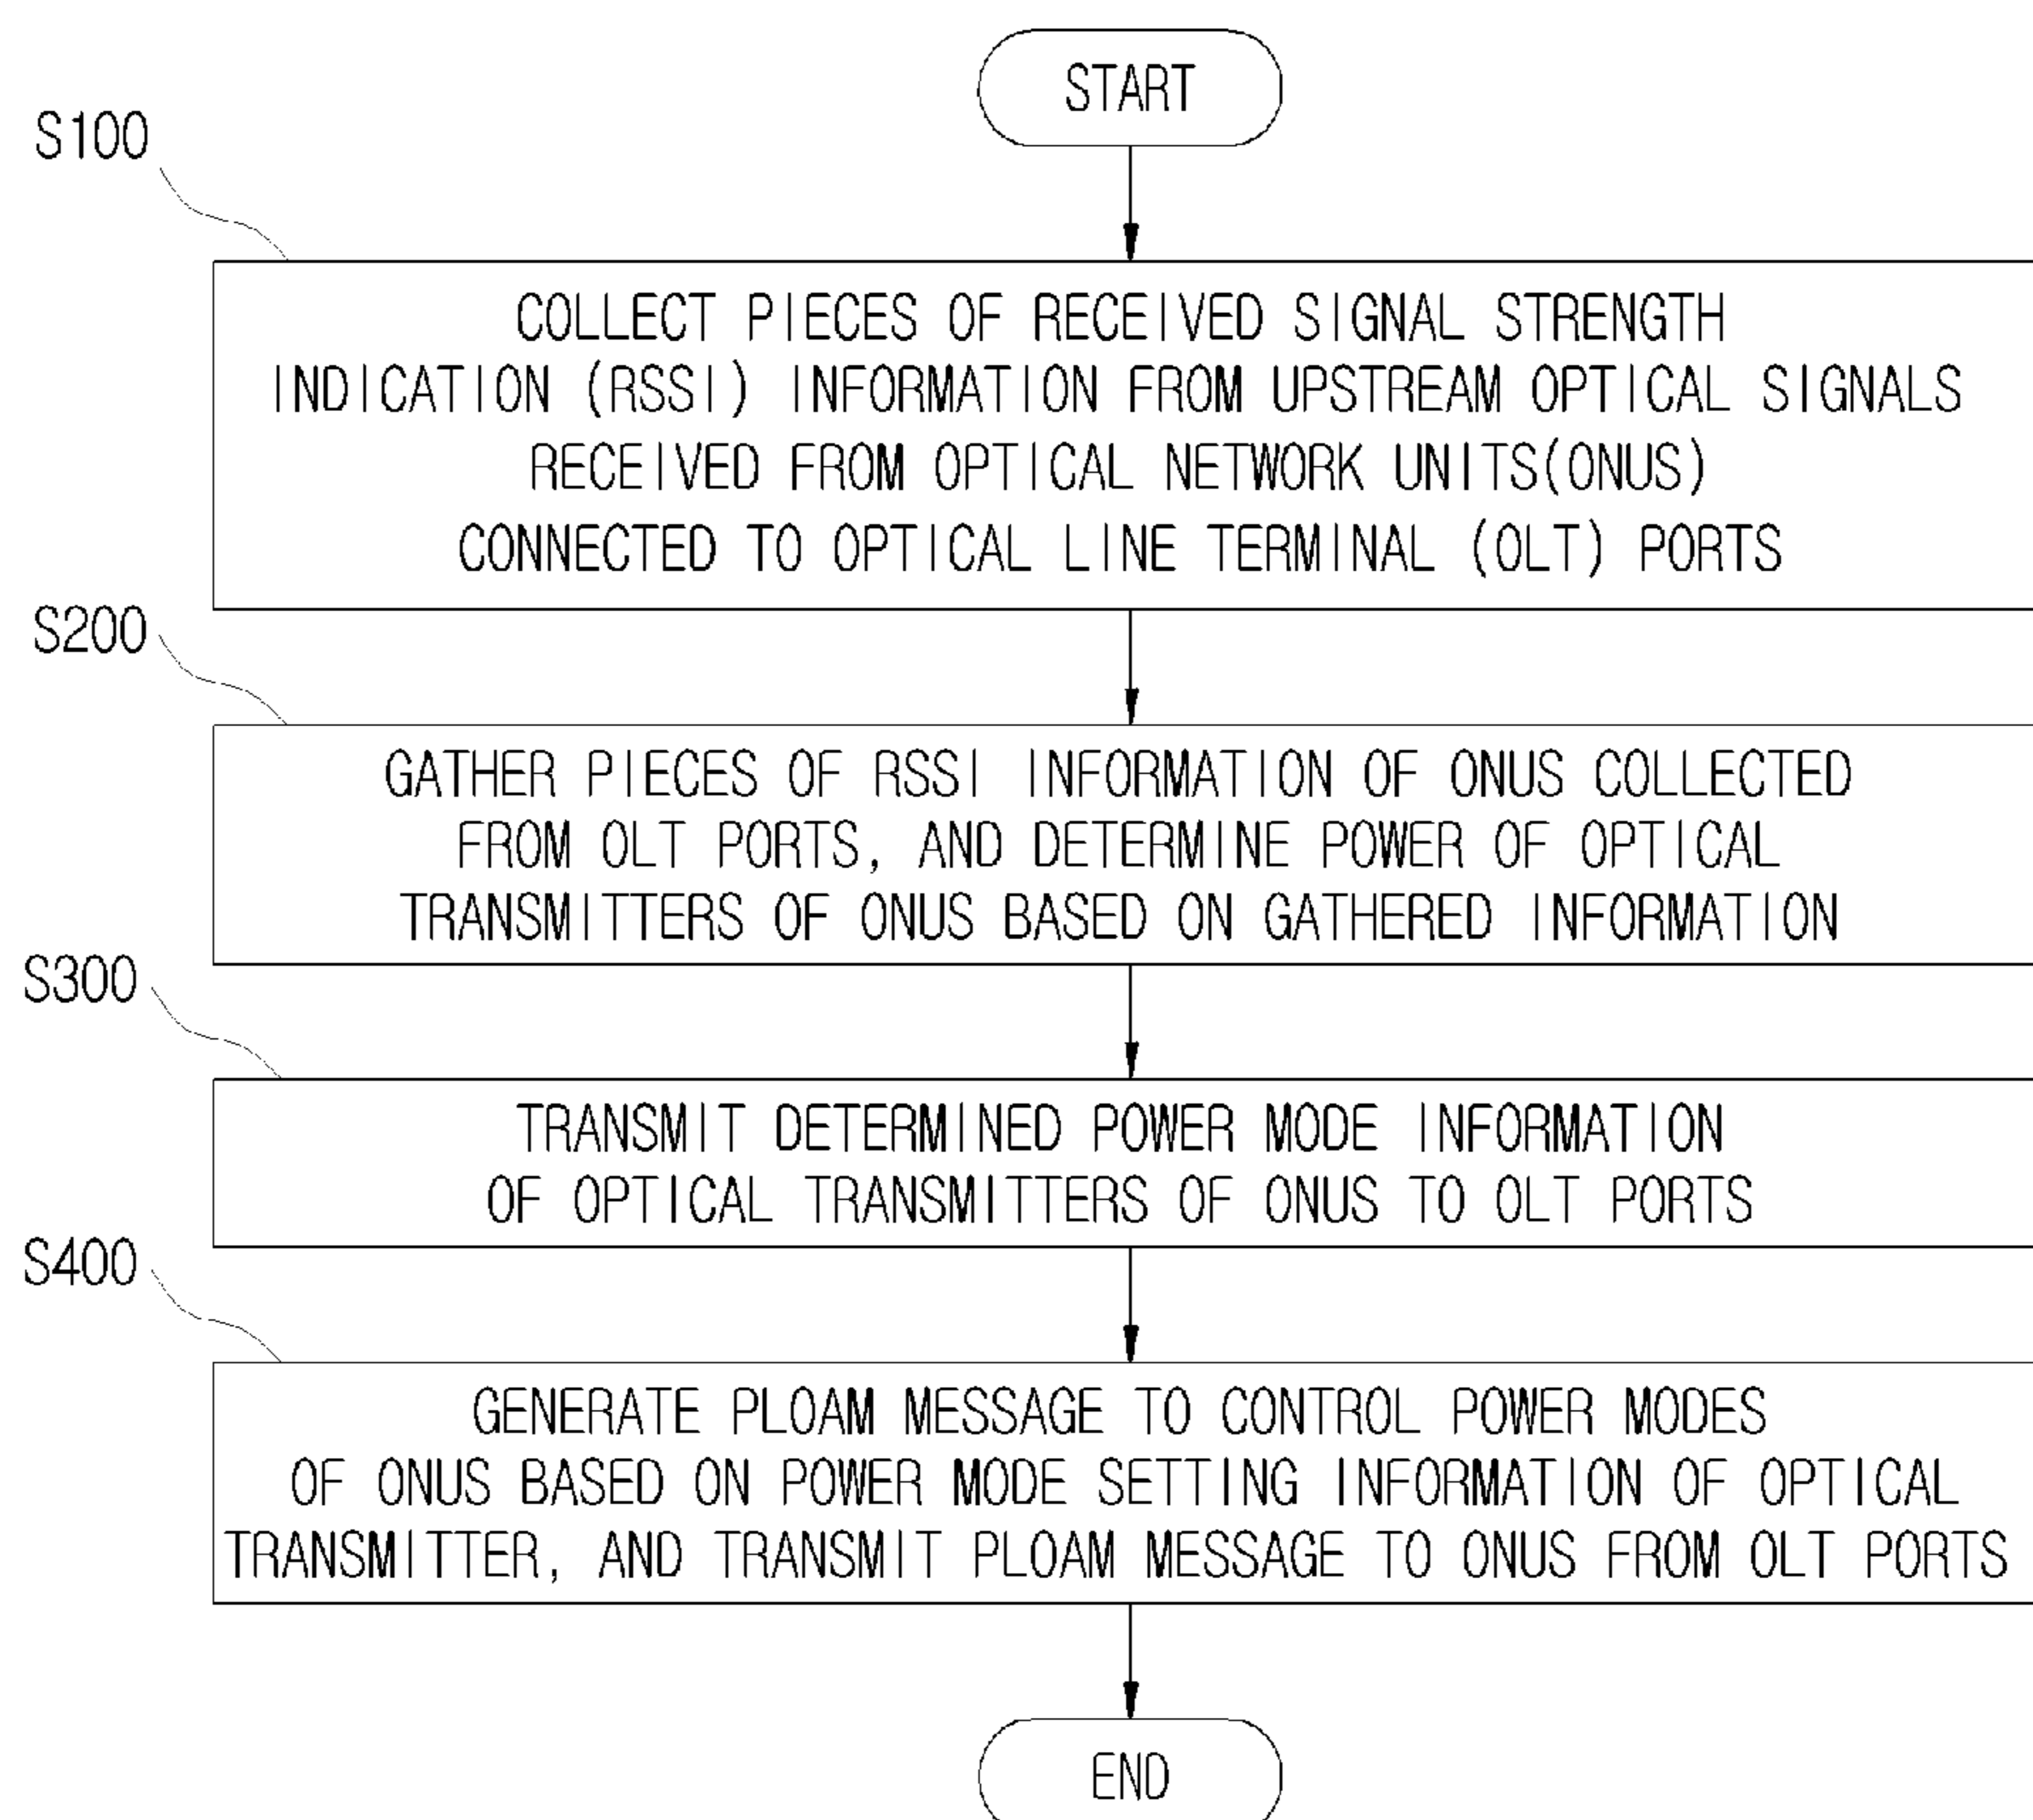 START
S100
COLLECT PIECES OF RECEIVED SIGNAL STRENGTH
INDICATION (RSSI) INFORMATION FROM UPSTREAM OPTICAL SIGNALS
RECEIVED FROM OPTICAL NETWORK UNITS(ONUS)
CONNECTED TO OPTICAL LINE TERMINAL (OLT) PORTS
S200
GATHER PIECES OF RSSI INFORMATION OF ONUS COLLECTED
FROM OLT PORTS, AND DETERMINE POWER OF OPTICAL
TRANSMITTERS OF ONUS BASED ON GATHERED INFORMATION
S300
TRANSMIT DETERMINED POWER MODE INFORMATION
OF OPTICAL TRANSMITTERS OF ONUS TO OLT PORTS
S400
GENERATE PLOAM MESSAGE TO CONTROL POWER MODES
OF ONUS BASED ON POWER MODE SETTING INFORMATION OF OPTICAL
TRANSMITTER, AND TRANSMIT PLOAM MESSAGE TO ONUS FROM OLT PORTS
END